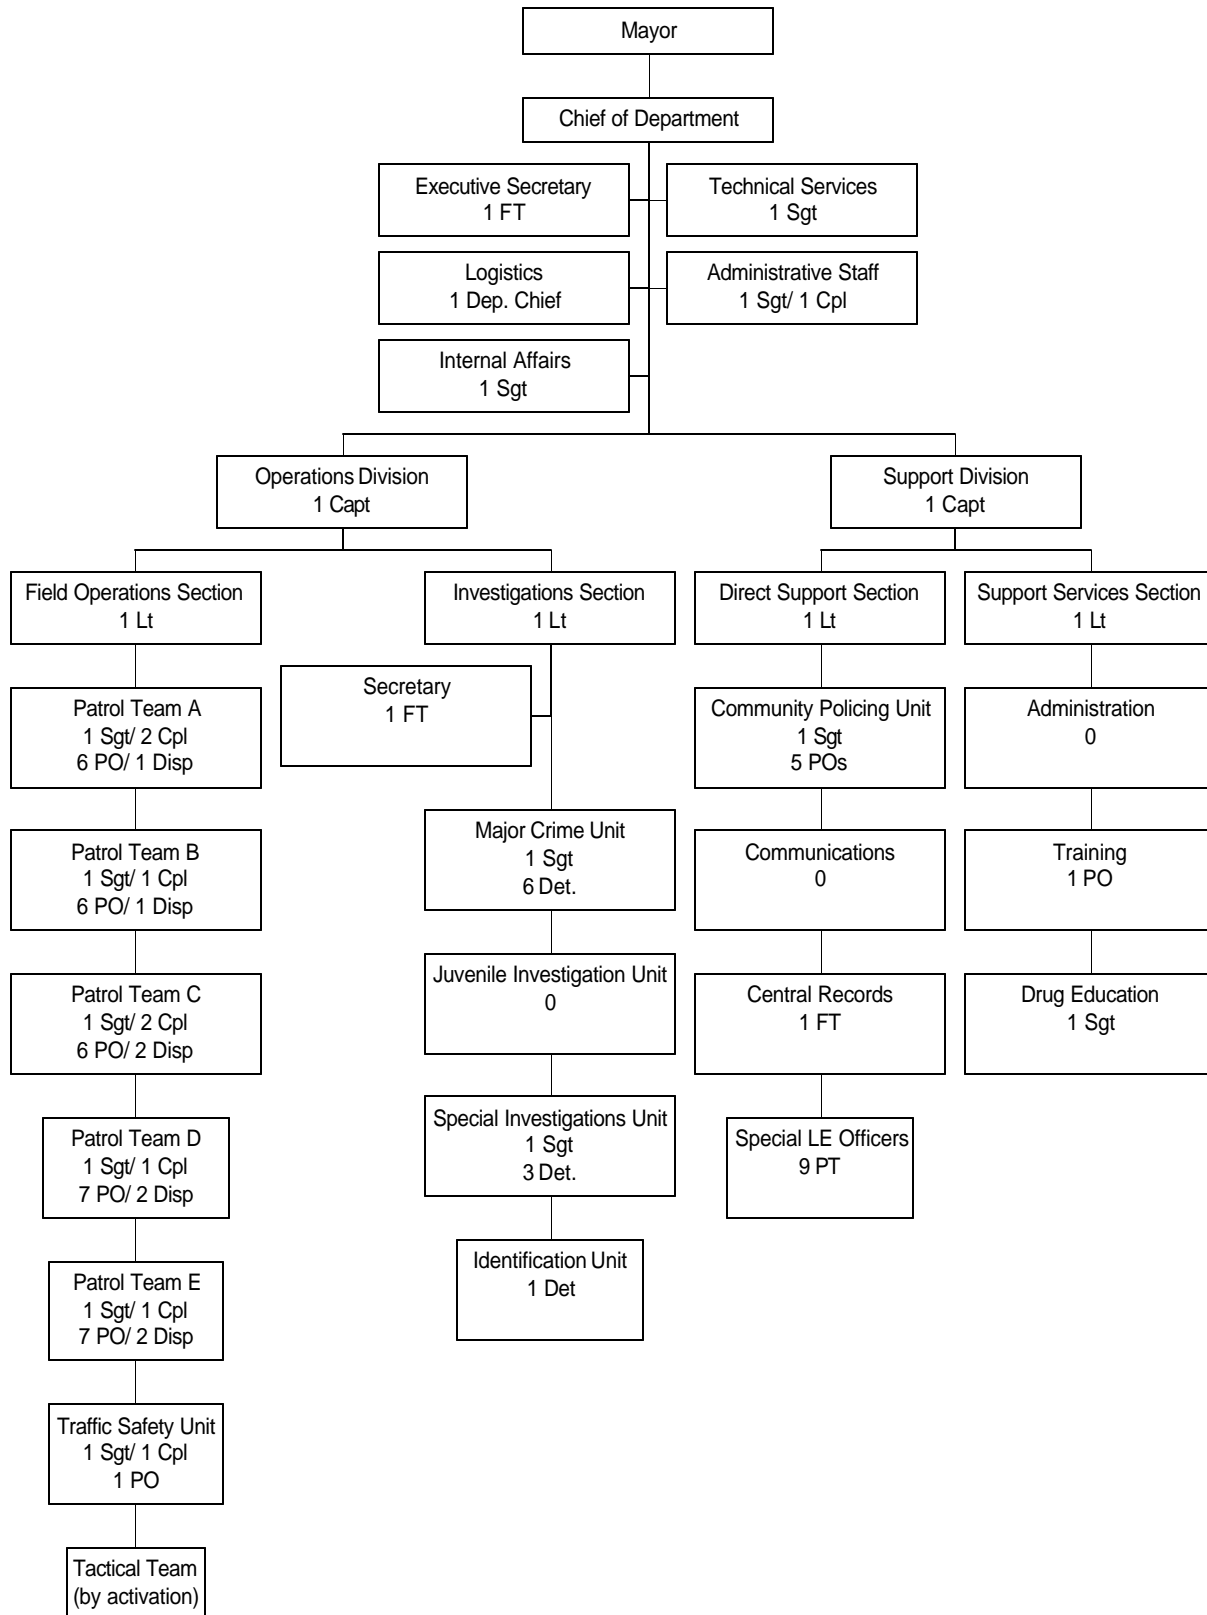 Mayor
Chief of Department
Executive Secretary
1 FT
Technical Services
1 Sgt
Logistics
1 Dep. Chief
Administrative Staff
1 Sgt/ 1 Cpl
Internal Affairs
1 Sgt
Operations Division
1 Capt
Support Division
1 Capt
Field Operations Section
1 Lt
Investigations Section
1 Lt
Direct Support Section
1 Lt
Support Services Section
1 Lt
Patrol Team A
1 Sgt/ 2 Cpl
6 PO/ 1 Disp
Secretary
1 FT
Community Policing Unit
1 Sgt
5 POs
Administration
0
Patrol Team B
1 Sgt/ 1 Cpl
6 PO/ 1 Disp
Major Crime Unit
1 Sgt
6 Det.
Communications
0
Training
1 PO
Patrol Team C
1 Sgt/ 2 Cpl
6 PO/ 2 Disp
Juvenile Investigation Unit
0
Central Records
1 FT
Drug Education
1 Sgt
Patrol Team D
1 Sgt/ 1 Cpl
7 PO/ 2 Disp
Special Investigations Unit
1 Sgt
3 Det.
Special LE Officers
9 PT
Patrol Team E
1 Sgt/ 1 Cpl
7 PO/ 2 Disp
Identification Unit
1 Det
Traffic Safety Unit
1 Sgt/ 1 Cpl
1 PO
Tactical Team
(by activation)